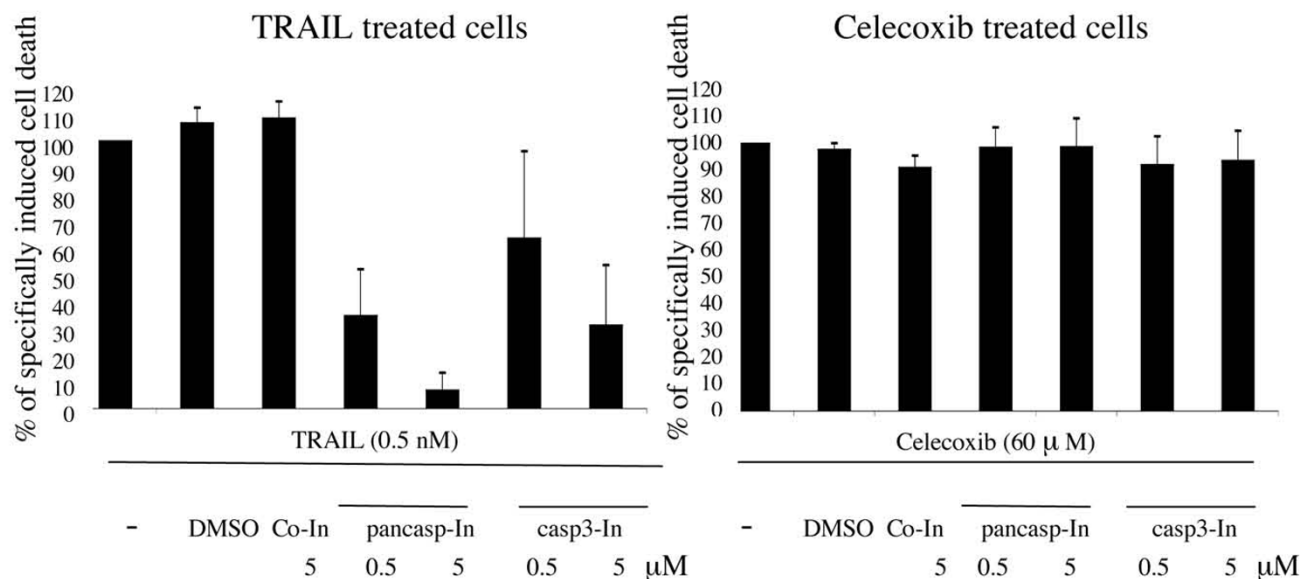 TRAIL treated cells
% of specifically induced cell death
120
110
100
90
80
70
60
50
40
30
20
10
0
TRAIL (0.5 nM)
- DMSO Co-In pancasp-In casp3-In
5 0.5 5 0.5 5 μM
Celecoxib treated cells
% of specifically induced cell death
120
110
100
90
80
70
60
50
40
30
20
10
0
Celecoxib (60 μ M)
- DMSO Co-In pancasp-In casp3-In
5 0.5 5 0.5 5 μM